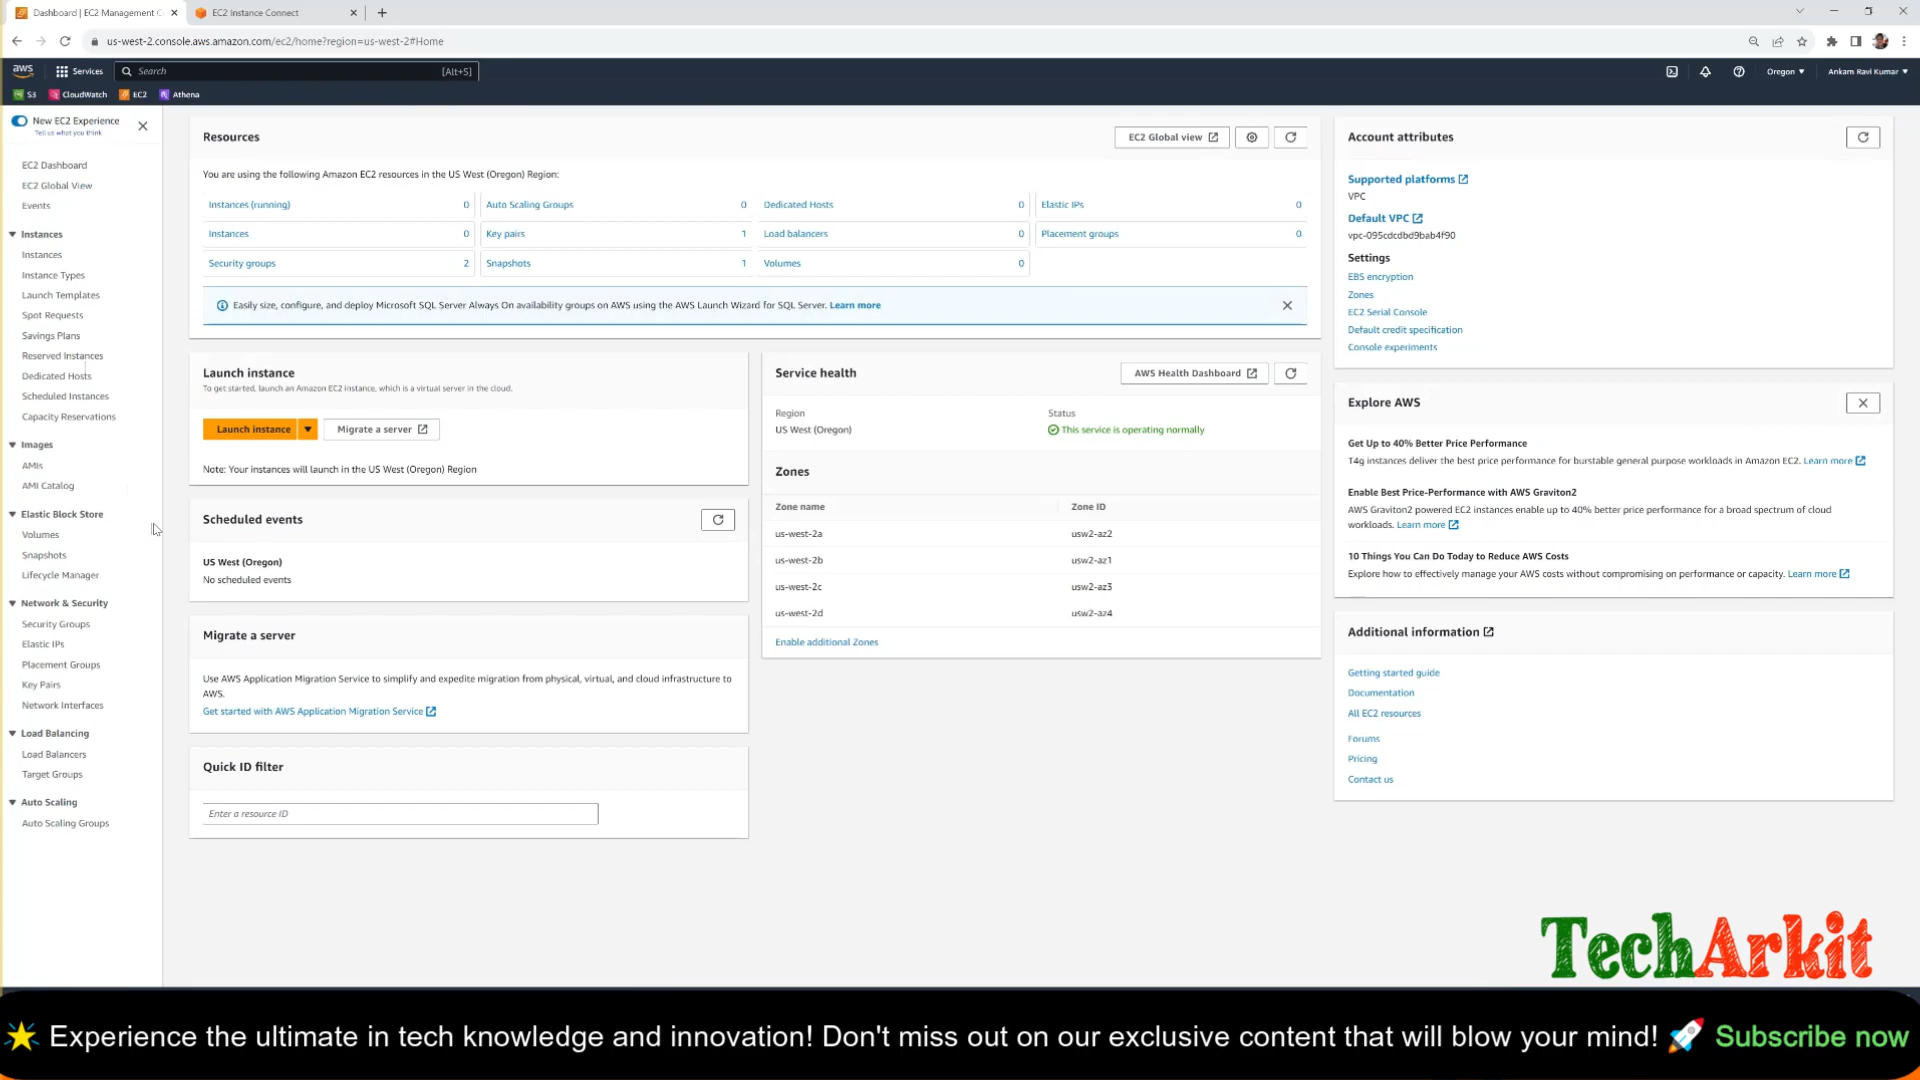 Dashboard | EC2 Management C
EC2 Instance Connect
us-west-2.console.aws.amazon.com/ec2/home?region=us-west-2#Home
aws
Services
Search
[Alt+S]
Oregon
Ankam Ravi Kumar
S3
CloudWatch
EC2
Athena
New EC2 Experience
Tell us what you think
EC2 Dashboard
EC2 Global View
Events
Instances
Instances
Instance Types
Launch Templates
Spot Requests
Savings Plans
Reserved Instances
Dedicated Hosts
Scheduled Instances
Capacity Reservations
Images
AMIs
AMI Catalog
Elastic Block Store
Volumes
Snapshots
Lifecycle Manager
Network & Security
Security Groups
Elastic IPs
Placement Groups
Key Pairs
Network Interfaces
Load Balancing
Load Balancers
Target Groups
Auto Scaling
Auto Scaling Groups
Resources
EC2 Global view
You are using the following Amazon EC2 resources in the US West (Oregon) Region:
Instances (running) 0
Auto Scaling Groups 0
Dedicated Hosts 0
Elastic IPs 0
Instances 0
Key pairs 1
Load balancers 0
Placement groups 0
Security groups 2
Snapshots 1
Volumes 0
Easily size, configure, and deploy Microsoft SQL Server Always On availability groups on AWS using the AWS Launch Wizard for SQL Server. Learn more
Launch instance
To get started, launch an Amazon EC2 instance, which is a virtual server in the cloud.
Launch instance
Migrate a server
Note: Your instances will launch in the US West (Oregon) Region
Scheduled events
US West (Oregon)
No scheduled events
Migrate a server
Use AWS Application Migration Service to simplify and expedite migration from physical, virtual, and cloud infrastructure to
AWS.
Get started with AWS Application Migration Service
Quick ID filter
Enter a resource ID
Service health
AWS Health Dashboard
Region
Status
US West (Oregon)
This service is operating normally
Zones
Zone name
Zone ID
us-west-2a
usw2-az2
us-west-2b
usw2-az1
us-west-2c
usw2-az3
us-west-2d
usw2-az4
Enable additional Zones
Account attributes
Supported platforms
VPC
Default VPC
vpc-095cdcdbd9bab4f90
Settings
EBS encryption
Zones
EC2 Serial Console
Default credit specification
Console experiments
Explore AWS
Get Up to 40% Better Price Performance
T4g instances deliver the best price performance for burstable general purpose workloads in Amazon EC2. Learn more
Enable Best Price-Performance with AWS Graviton2
AWS Graviton2 powered EC2 instances enable up to 40% better price performance for a broad spectrum of cloud
workloads. Learn more
10 Things You Can Do Today to Reduce AWS Costs
Explore how to effectively manage your AWS costs without compromising on performance or capacity. Learn more
Additional information
Getting started guide
Documentation
All EC2 resources
Forums
Pricing
Contact us
TechArkit
Experience the ultimate in tech knowledge and innovation! Don't miss out on our exclusive content that will blow your mind! Subscribe now